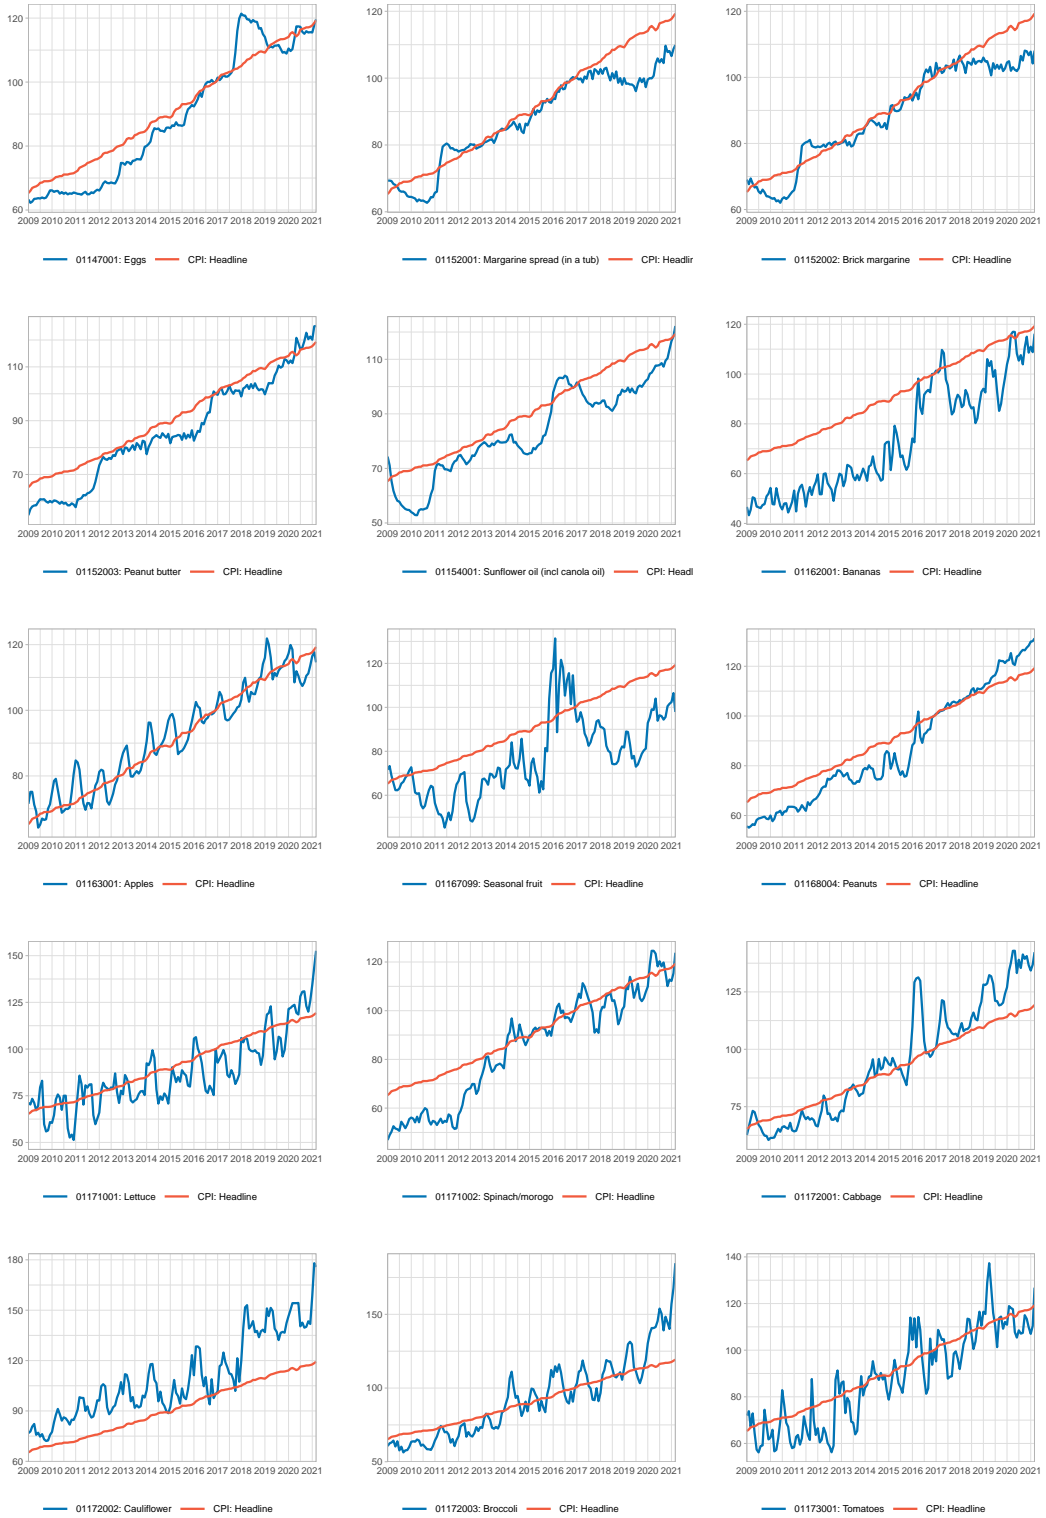 120
100
80
60
2009 2010 2011 2012 2013 2014 2015 2016 2017 2018 2019 2020 2021
01147001: Eggs CPI: Headline
120
100
80
60
2009 2010 2011 2012 2013 2014 2015 2016 2017 2018 2019 2020 2021
01152001: Margarine spread (in a tub) CPI: Headlir
120
100
80
60
2009 2010 2011 2012 2013 2014 2015 2016 2017 2018 2019 2020 2021
01152002: Brick margarine CPI: Headline
110
90
70
2009 2010 2011 2012 2013 2014 2015 2016 2017 2018 2019 2020 2021
01152003: Peanut butter CPI: Headline
110
90
70
50
2009 2010 2011 2012 2013 2014 2015 2016 2017 2018 2019 2020 2021
01154001: Sunflower oil (incl canola oil) CPI: Headl
120
100
80
60
40
2009 2010 2011 2012 2013 2014 2015 2016 2017 2018 2019 2020 2021
01162001: Bananas CPI: Headline
120
100
80
2009 2010 2011 2012 2013 2014 2015 2016 2017 2018 2019 2020 2021
01163001: Apples CPI: Headline
120
100
80
60
2009 2010 2011 2012 2013 2014 2015 2016 2017 2018 2019 2020 2021
01167099: Seasonal fruit CPI: Headline
120
100
80
60
2009 2010 2011 2012 2013 2014 2015 2016 2017 2018 2019 2020 2021
01168004: Peanuts CPI: Headline
150
125
100
75
50
2009 2010 2011 2012 2013 2014 2015 2016 2017 2018 2019 2020 2021
01171001: Lettuce CPI: Headline
120
100
80
60
2009 2010 2011 2012 2013 2014 2015 2016 2017 2018 2019 2020 2021
01171002: Spinach/morogo CPI: Headline
125
100
75
2009 2010 2011 2012 2013 2014 2015 2016 2017 2018 2019 2020 2021
01172001: Cabbage CPI: Headline
180
150
120
90
60
2009 2010 2011 2012 2013 2014 2015 2016 2017 2018 2019 2020 2021
01172002: Cauliflower CPI: Headline
150
100
50
2009 2010 2011 2012 2013 2014 2015 2016 2017 2018 2019 2020 2021
01172003: Broccoli CPI: Headline
140
120
100
80
60
2009 2010 2011 2012 2013 2014 2015 2016 2017 2018 2019 2020 2021
01173001: Tomatoes CPI: Headline